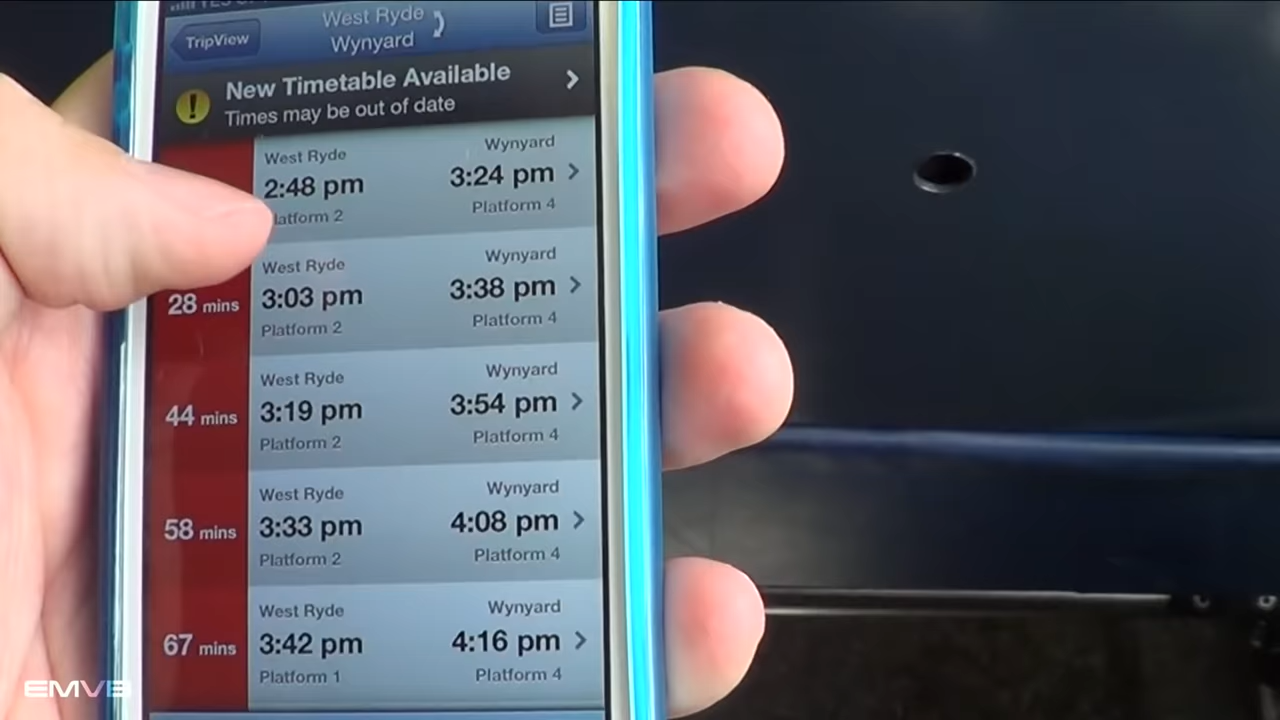 West Ryde
TripView
Wynyard
New Timetable Available
Times may be out of date
West Ryde
Wynyard
2:48 pm
3:24 pm
latform 2
Platform 4
West Ryde
Wynyard
28 mins
3:03 pm
3:38 pm
Platform 2
Platform 4
West Ryde
Wynyard
44 mins
3:19 pm
3:54 pm
Platform 2
Platform 4
West Ryde
Wynyard
58 mins
3:33 pm
4:08 pm
Platform 2
Platform 4
West Ryde
Wynyard
67 mins
3:42 pm
4:16 pm
Platform 1
Platform 4
EMVB